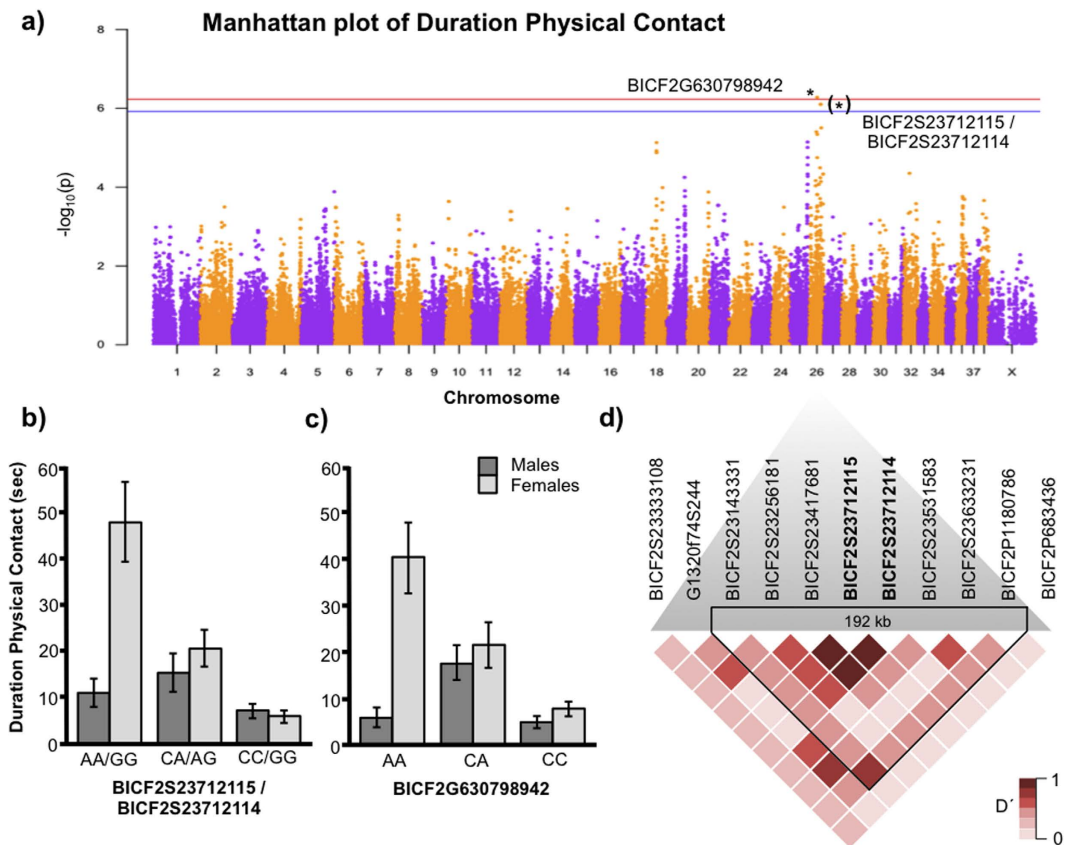 a)
Manhattan plot of Duration Physical Contact
8
6
4
2
0
-log10(p)
BICF2G630798942
*
(*)
BICF2S23712115 /
BICF2S23712114
1 2 3 4 5 6 7 8 9 10 11 12 14 16 18 20 22 24 26 28 30 32 34 37 X
Chromosome
b)
Duration Physical Contact (sec)
60
50
40
30
20
10
0
AA/GG CA/AG CC/GG
BICF2S23712115 /
BICF2S23712114
c)
Males
Females
60
50
40
30
20
10
0
AA CA CC
BICF2G630798942
d)
BICF2S23333108
G1320f74S244
BICF2S23143331
BICF2S23256181
BICF2S23417681
BICF2S23712115
BICF2S23712114
BICF2S23531583
BICF2S23633231
BICF2P1180786
BICF2P683436
192 kb
D´
1
0